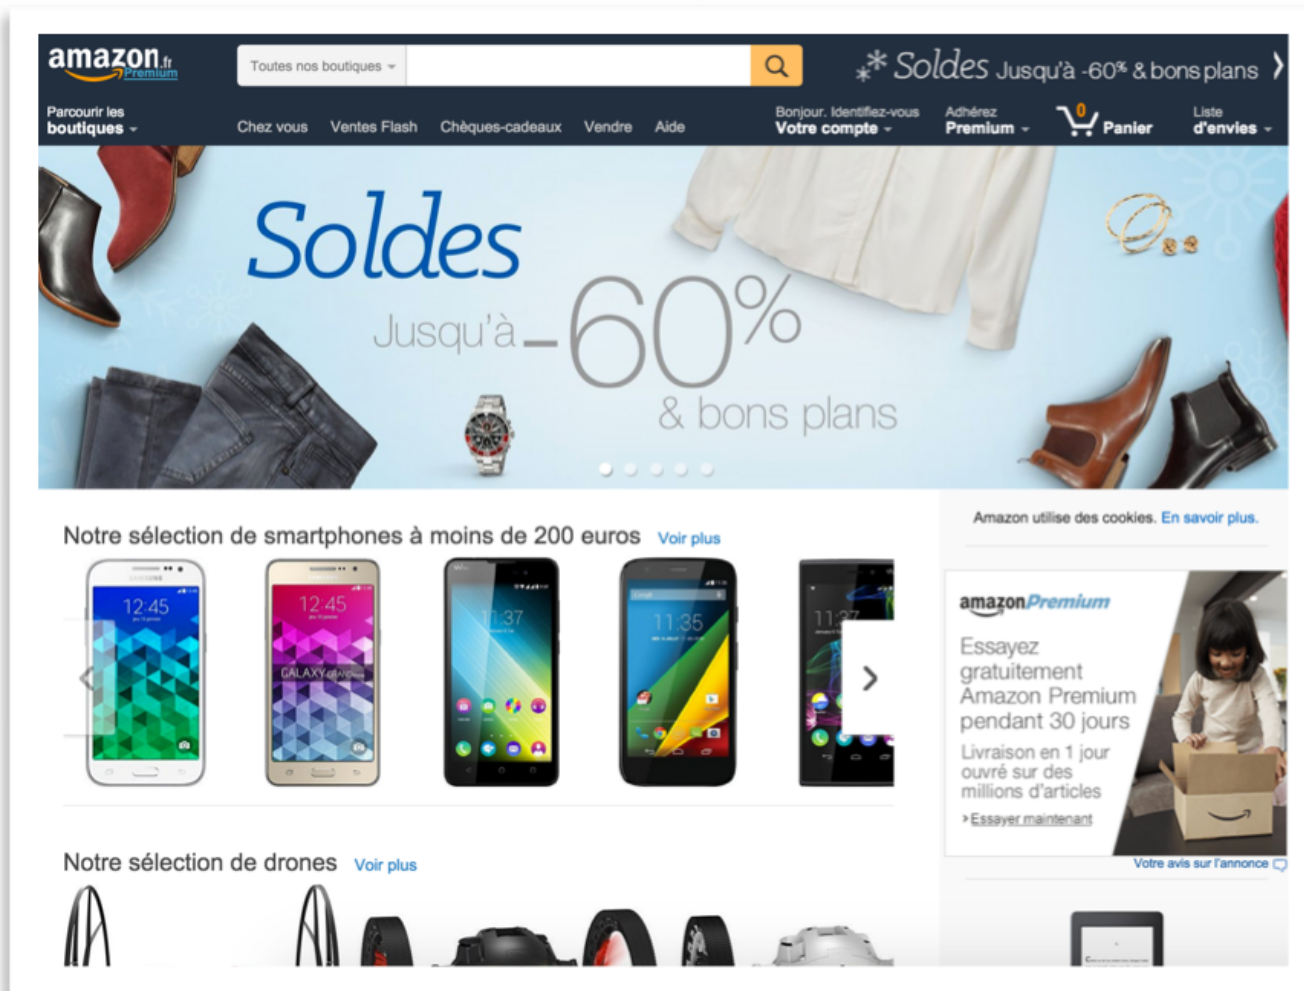 amazon.fr
Premium
Toutes nos boutiques
Soldes Jusqu'à -60% & bons plans
Parcourir les
boutiques
Chez vous Ventes Flash Chèques-cadeaux Vendre Aide
Bonjour. Identifiez-vous
Votre compte
Adhérez
Premium
0
Panier
Liste
d'envies
Soldes
Jusqu'à -60%
& bons plans
Notre sélection de smartphones à moins de 200 euros Voir plus
Amazon utilise des cookies. En savoir plus.
SAMSUNG
12:45
12:45
GALAXY GRAND
11:37
11:35
11:37
amazonPremium
Essayez
gratuitement
Amazon Premium
pendant 30 jours
Livraison en 1 jour
ouvré sur des
millions d'articles
Essayer maintenant
Votre avis sur l'annonce
Notre sélection de drones Voir plus